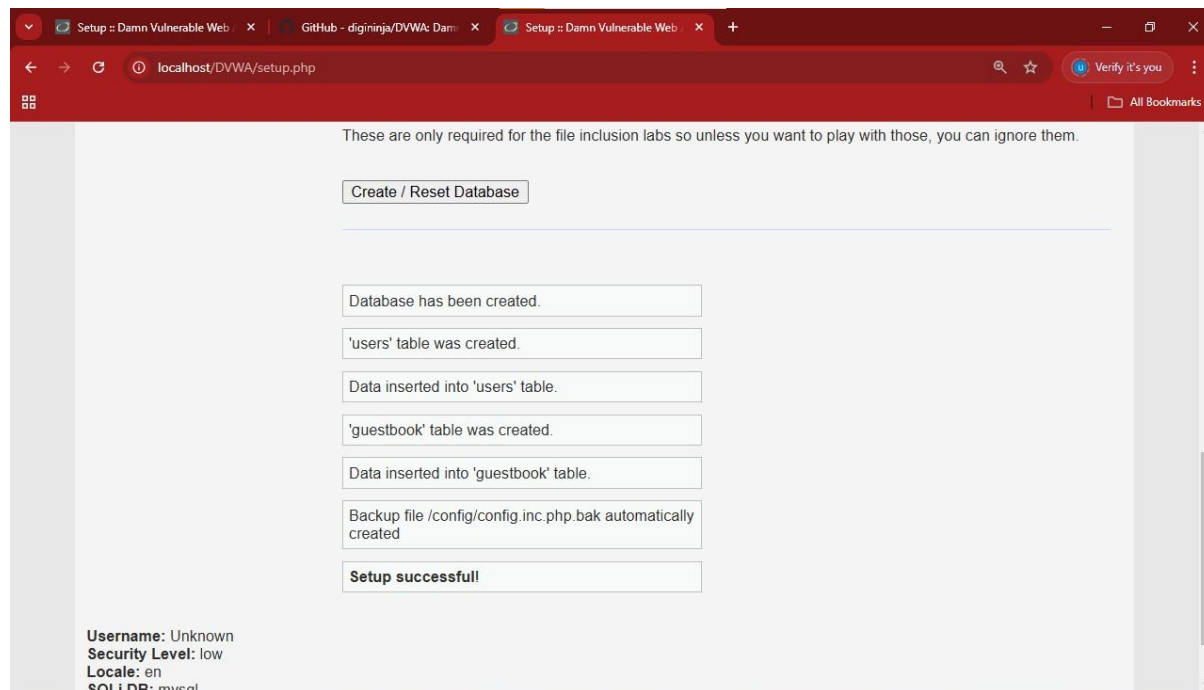 Setup :: Damn Vulnerable Web
GitHub - digininja/DVWA: Dam
Setup :: Damn Vulnerable Web
localhost/DVWA/setup.php
Verify it's you
All Bookmarks
These are only required for the file inclusion labs so unless you want to play with those, you can ignore them.
Create / Reset Database
Database has been created.
'users' table was created.
Data inserted into 'users' table.
'guestbook' table was created.
Data inserted into 'guestbook' table.
Backup file /config/config.inc.php.bak automatically
created
Setup successful!
Username: Unknown
Security Level: low
Locale: en
SQLi DB: mysql